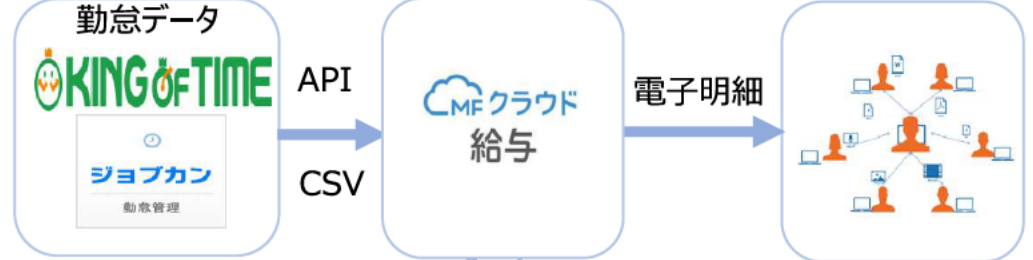 勤怠データ
KING OF TIME
ジョブカン
勤怠管理
API
CSV
MFクラウド
給与
電子明細